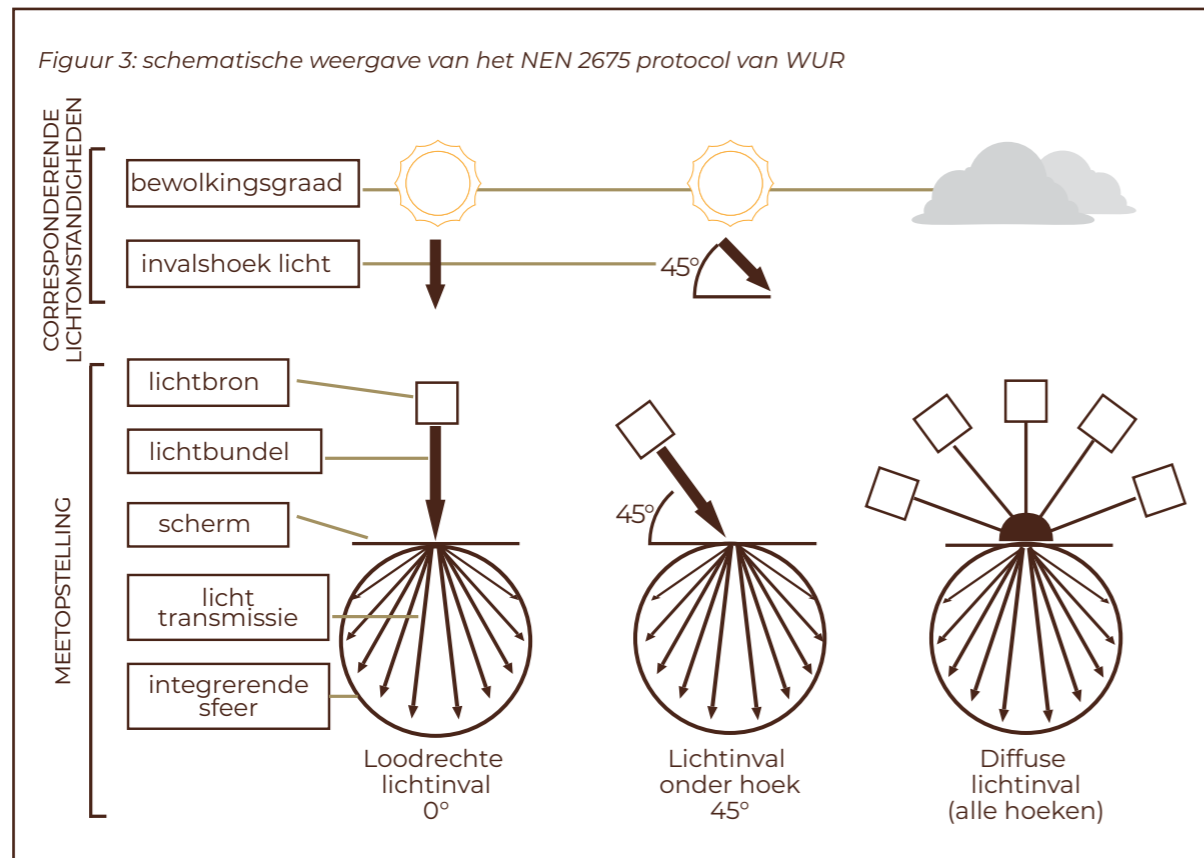 Figuur 3: schematische weergave van het NEN 2675 protocol van WUR
CORRESPONDERENDE
LICHTOMSTANDIGHEDEN
bewolkingsgraad
invalshoek licht
45°
MEETOPSTELLING
lichtbron
lichtbundel
scherm
45°
licht
transmissie
integrerende
sfeer
Loodrechte
lichtinval
0°
Lichtinval
onder hoek
45°
Diffuse
lichtinval
(alle hoeken)